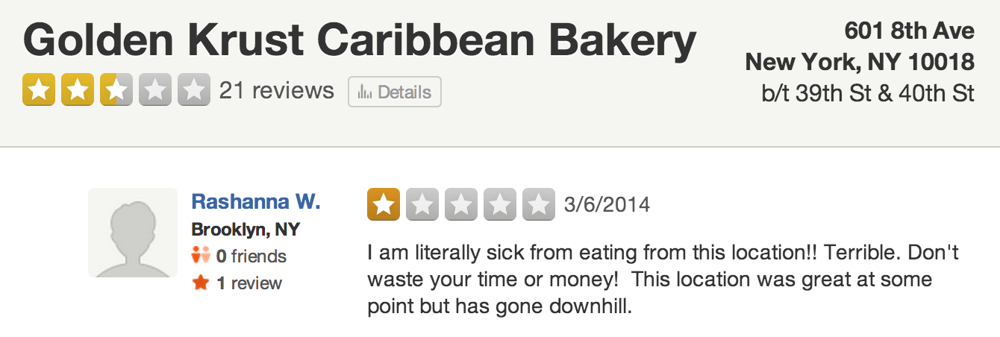 Golden Krust Caribbean Bakery
21 reviews
Details
601 8th Ave
New York, NY 10018
b/t 39th St & 40th St
Rashanna W.
Brooklyn, NY
0 friends
1 review
3/6/2014
I am literally sick from eating from this location!! Terrible. Don't
waste your time or money!  This location was great at some
point but has gone downhill.